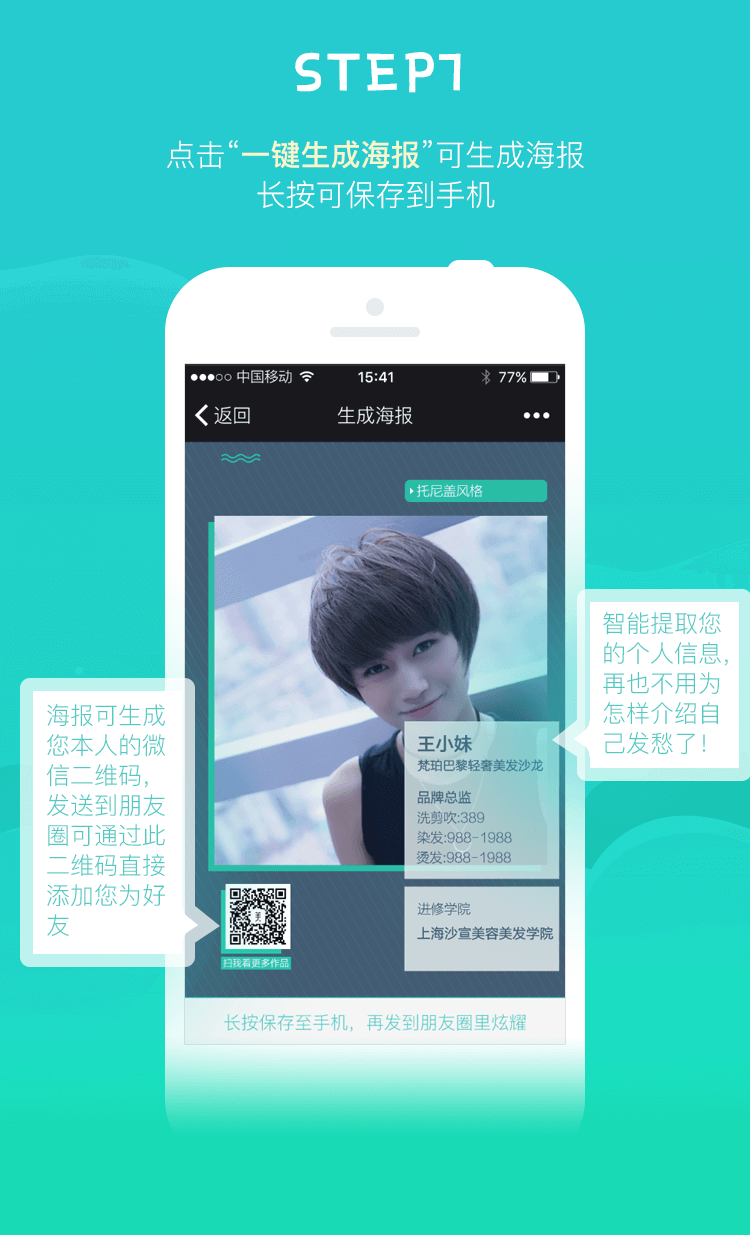 STEP7
点击“一键生成海报”可生成海报
长按可保存到手机
中国移动 15:41 77%
返回 生成海报
托尼盖风格
智能提取您
的个人信息,
再也不用为
怎样介绍自
己发愁了!
海报可生成
您本人的微
信二维码,
发送到朋友
圈可通过此
二维码直接
添加您为好
友
王小妹
梵珀巴黎轻奢美发沙龙
品牌总监
洗剪吹:389
染发:988-1988
烫发:988-1988
美
扫我看更多作品
进修学院
上海沙宣美容美发学院
长按保存至手机，再发到朋友圈里炫耀